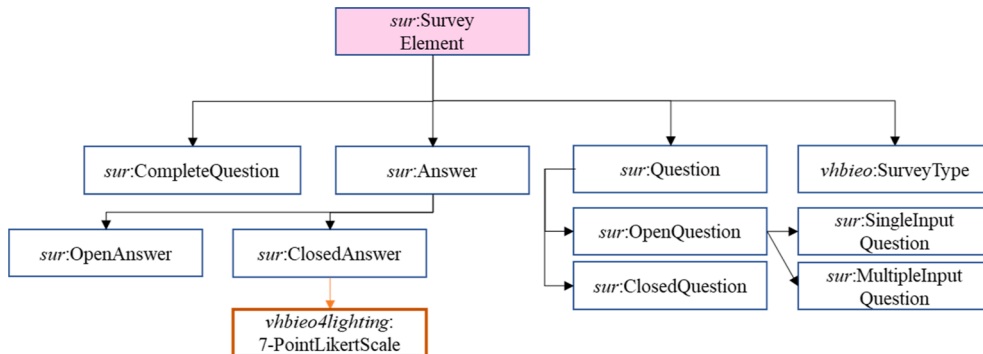 sur:Survey
Element
sur:CompleteQuestion
sur:Answer
sur:Question
vhbieo:SurveyType
sur:OpenAnswer
sur:ClosedAnswer
sur:OpenQuestion
sur:SingleInput
Question
sur:ClosedQuestion
sur:MultipleInput
Question
vhbieo4lighting:
7-PointLikertScale